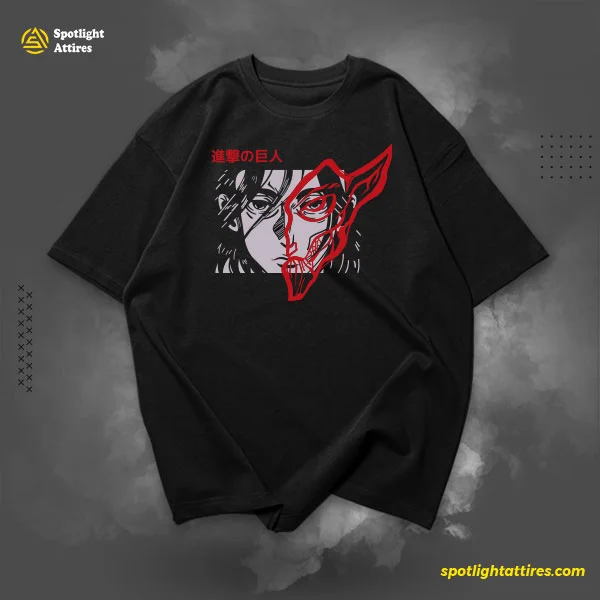 Spotlight
Attires
進撃の巨人
spotlightattires.com